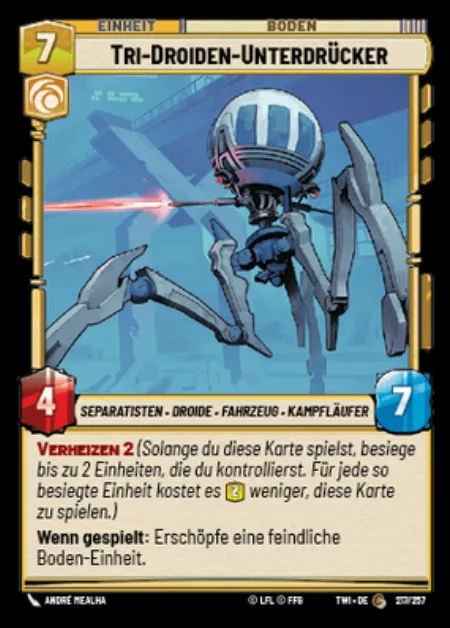 EINHEIT
BODEN
7
TRI-DROIDEN-UNTERDRÜCKER
4
SEPARATISTEN • DROIDE • FAHRZEUG • KAMPFLÄUFER
7
VERHEIZEN 2 (Solange du diese Karte spielst, besiege
bis zu 2 Einheiten, die du kontrollierst. Für jede so
besiegte Einheit kostet es 2 weniger, diese Karte
zu spielen.)
Wenn gespielt: Erschöpfe eine feindliche
Boden-Einheit.
ANDRÉ MEALHA
© LFL © FFG
TWI • DE
C
217/257